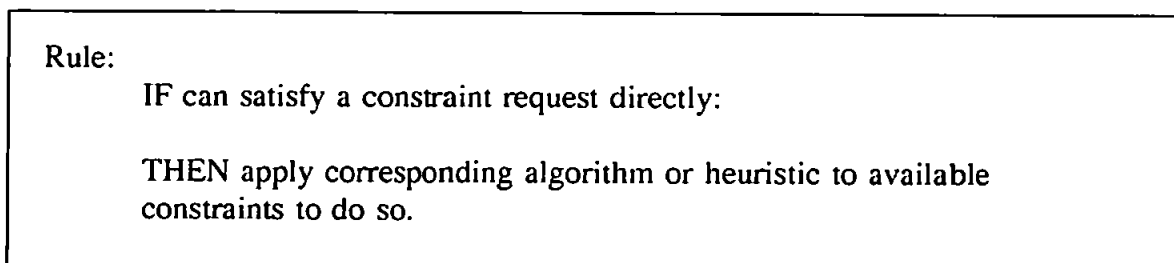 Rule:
IF can satisfy a constraint request directly:
THEN apply corresponding algorithm or heuristic to available
constraints to do so.